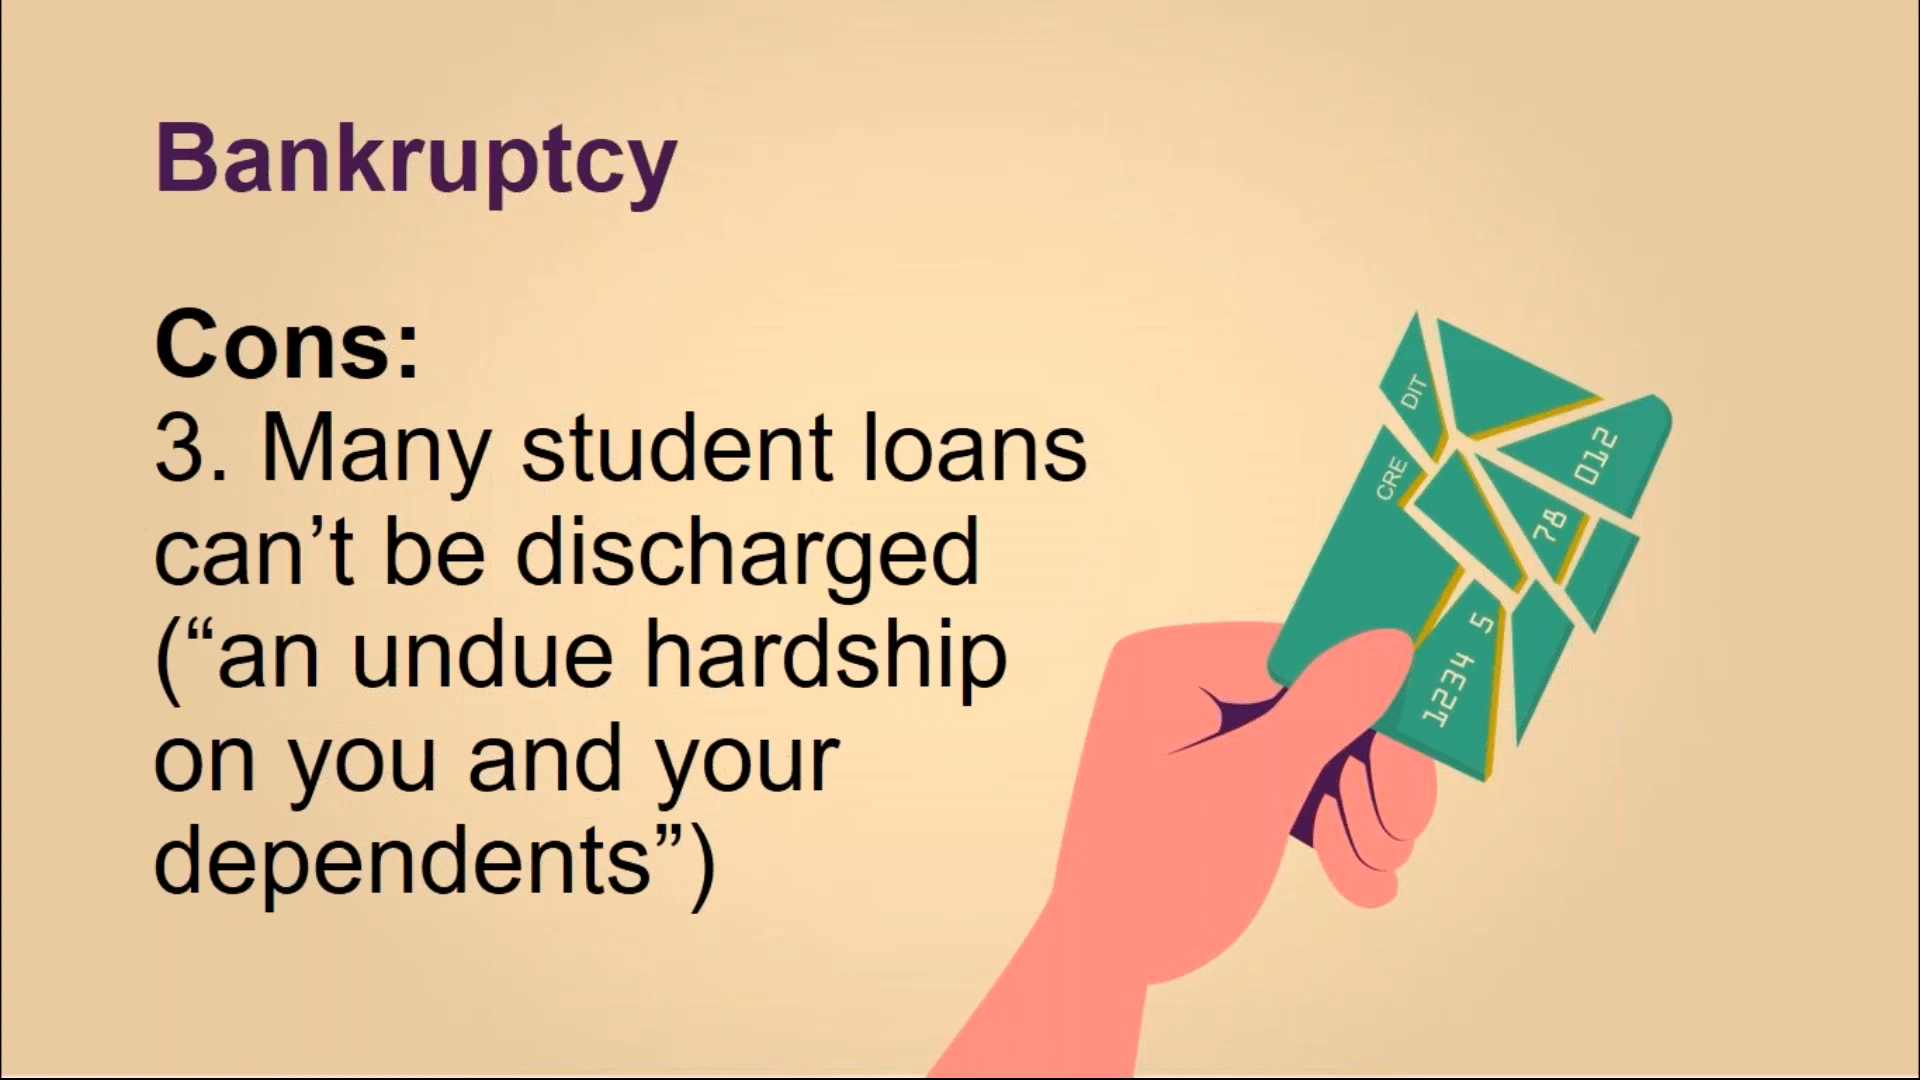 Bankruptcy
Cons:
3. Many student loans
can’t be discharged
(“an undue hardship
on you and your
dependents”)
DIT
CRE
012
78
5
1234